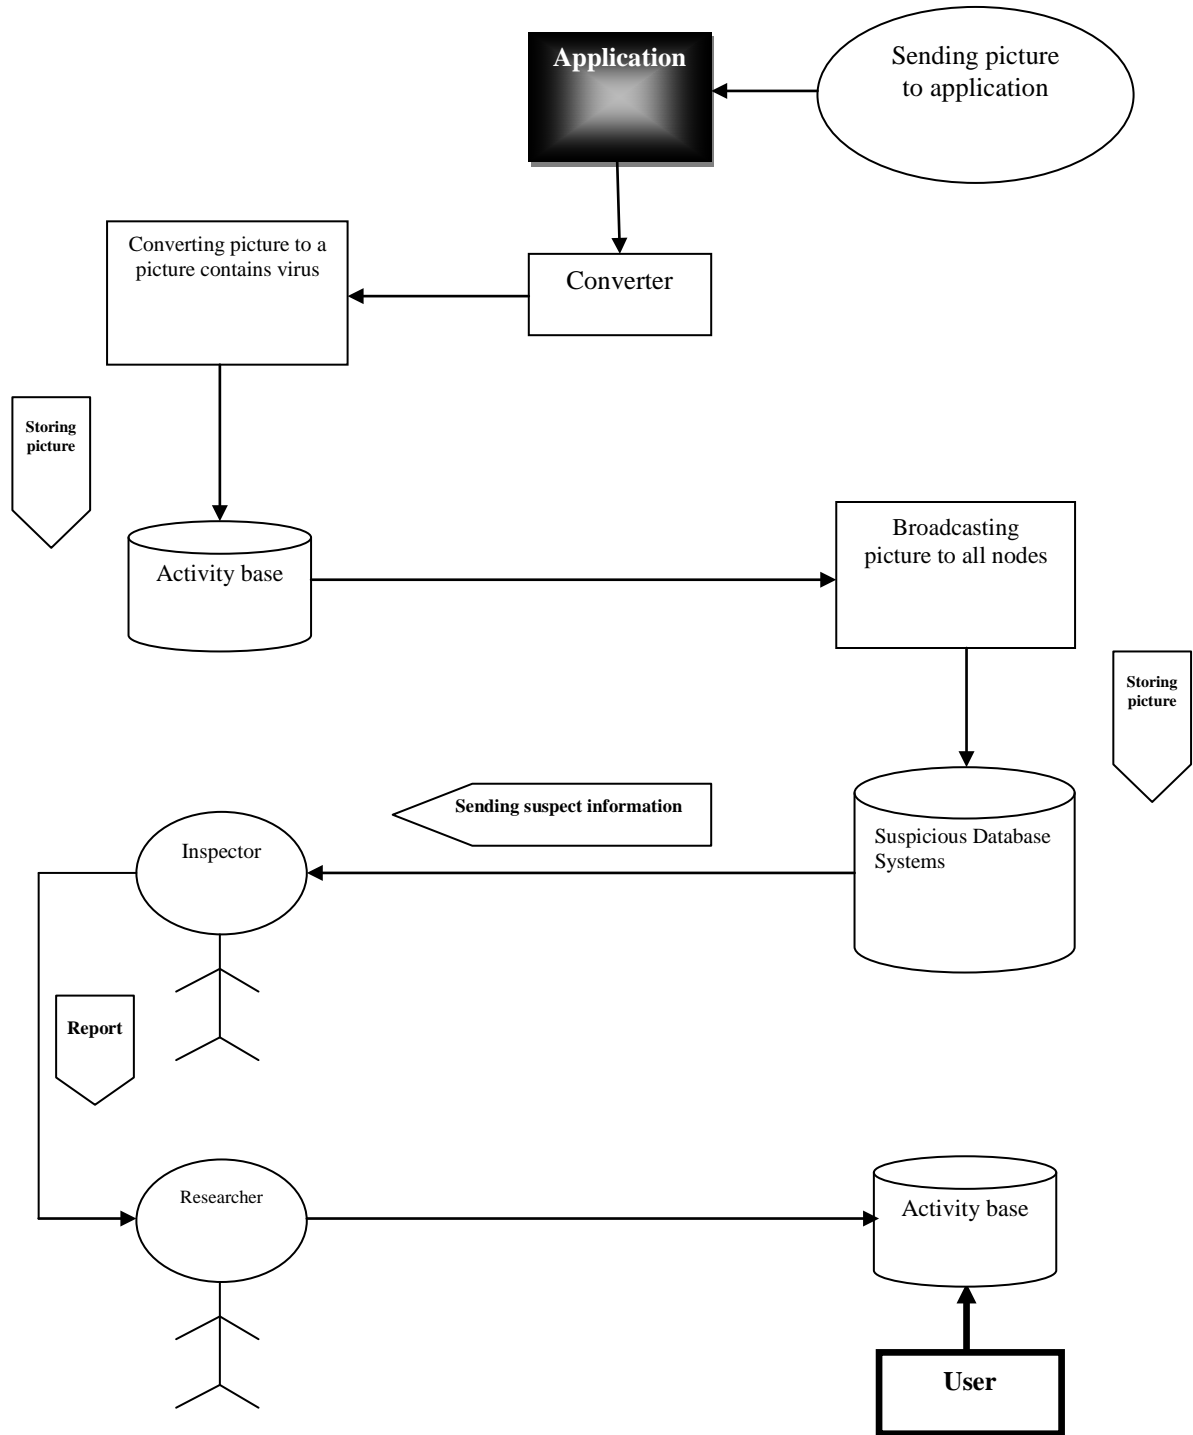 Application
Sending picture
to application
Converting picture to a
picture contains virus
Converter
Storing
picture
Activity base
Broadcasting
picture to all nodes
Storing
picture
Sending suspect information
Suspicious Database
Systems
Inspector
Report
Researcher
Activity base
User